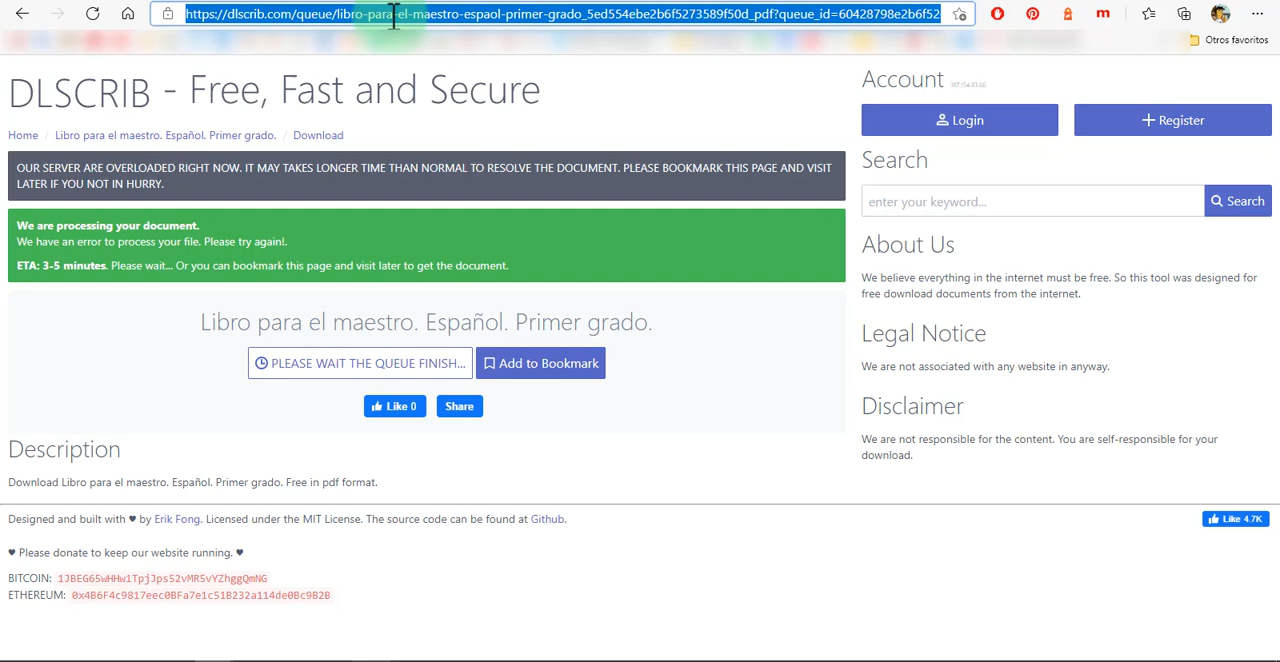 https://dlscrib.com/queue/libro-para-el-maestro-espaol-primer-grado_5ed554ebe2b6f5273589f50d_pdf?queue_id=60428798e2b6f52
Otros favoritos
DLSCRIB - Free, Fast and Secure
Home / Libro para el maestro. Español. Primer grado. / Download
OUR SERVER ARE OVERLOADED RIGHT NOW. IT MAY TAKES LONGER TIME THAN NORMAL TO RESOLVE THE DOCUMENT. PLEASE BOOKMARK THIS PAGE AND VISIT
LATER IF YOU NOT IN HURRY.
We are processing your document.
We have an error to process your file. Please try again!.
ETA: 3-5 minutes. Please wait... Or you can bookmark this page and visit later to get the document.
Libro para el maestro. Español. Primer grado.
PLEASE WAIT THE QUEUE FINISH...
Add to Bookmark
Like 0
Share
Description
Download Libro para el maestro. Español. Primer grado. Free in pdf format.
Account
Login
Register
Search
enter your keyword...
Search
About Us
We believe everything in the internet must be free. So this tool was designed for
free download documents from the internet.
Legal Notice
We are not associated with any website in anyway.
Disclaimer
We are not responsible for the content. You are self-responsible for your
download.
Designed and built with ♥ by Erik Fong. Licensed under the MIT License. The source code can be found at Github.
Like 4.7K
♥ Please donate to keep our website running. ♥
BITCOIN: 1JBEG65wHHw1TpjJps52vMR5vYZhggQmNG
ETHEREUM: 0x4B6F4c9817eec0BFa7e1c51B232a114de0Bc9B2B